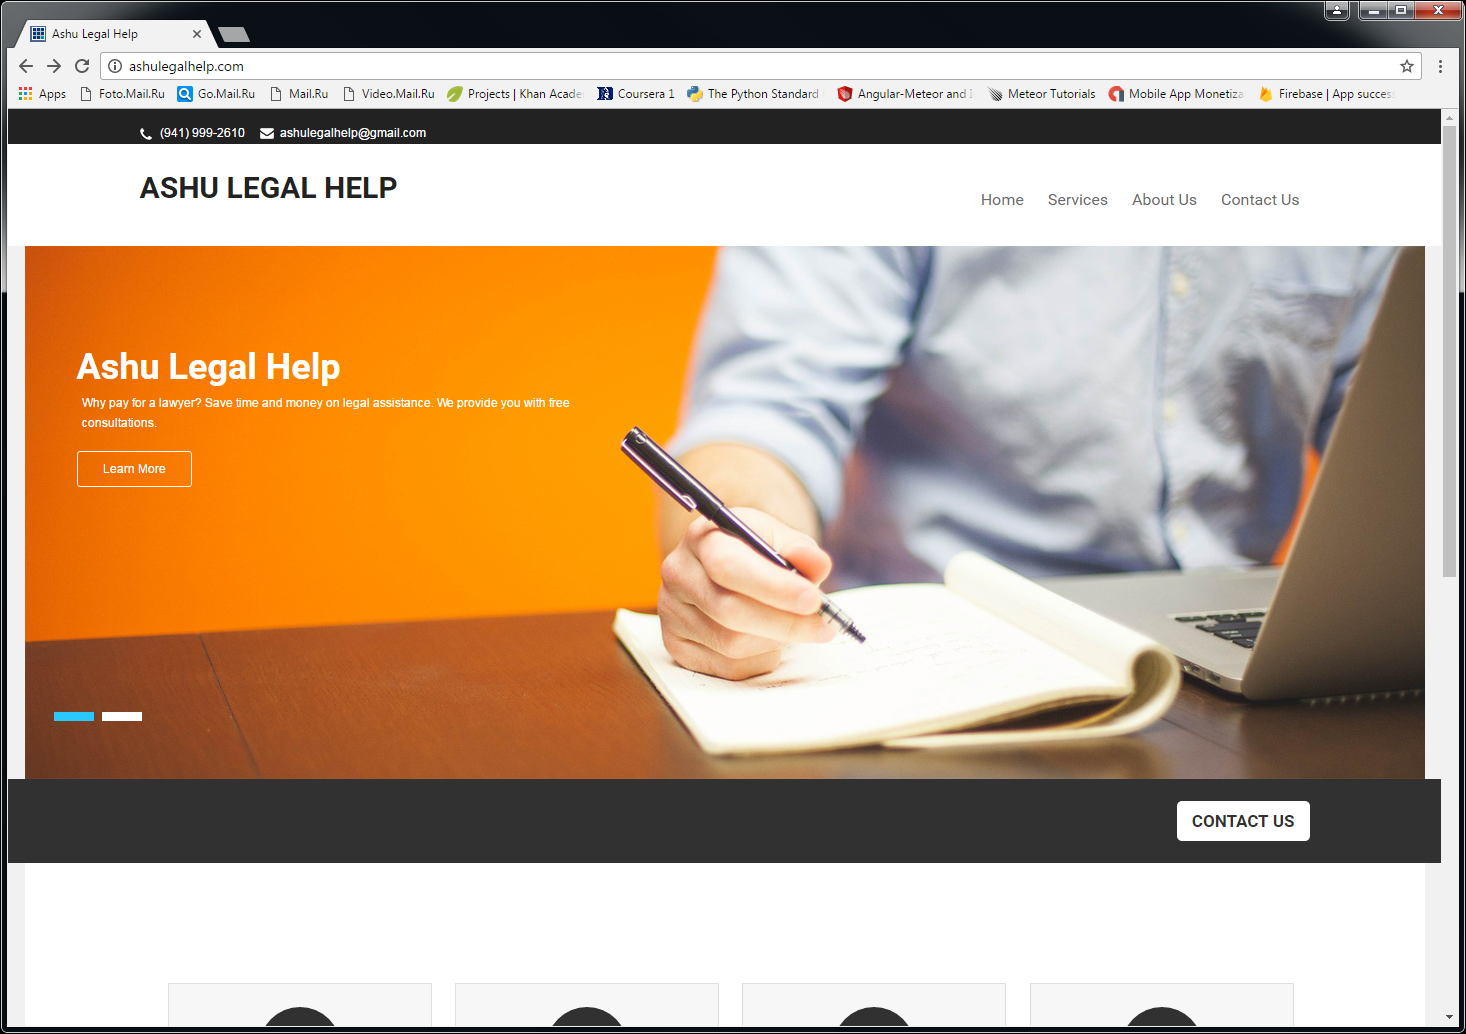 Ashu Legal Help
ashulegalhelp.com
Apps Foto.Mail.Ru Go.Mail.Ru Mail.Ru Video.Mail.Ru Projects | Khan Acade Coursera 1 The Python Standard Angular-Meteor and Meteor Tutorials Mobile App Monetiza Firebase | App success
(941) 999-2610 ashulegalhelp@gmail.com
ASHU LEGAL HELP
Home Services About Us Contact Us
Ashu Legal Help
Why pay for a lawyer? Save time and money on legal assistance. We provide you with free
consultations.
Learn More
CONTACT US